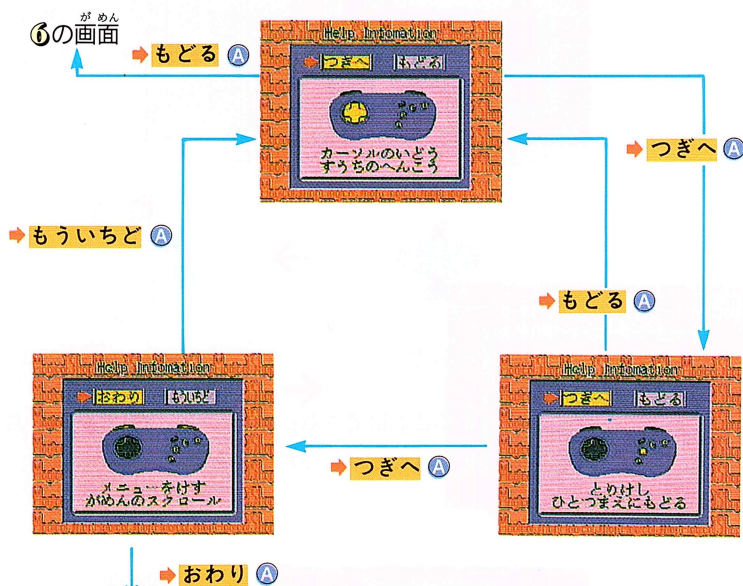 6の画面
がめん
もどる A
Help Infomation
つぎへ もどる
カーソルのいどう
すうちのへんこう
つぎへ A
もういちど A
もどる A
Help Infomation
おわり もういちど
メニューをけす
がめんのスクロール
Help Infomation
つぎへ もどる
とりけし
ひとつまえにもどる
つぎへ A
おわり A